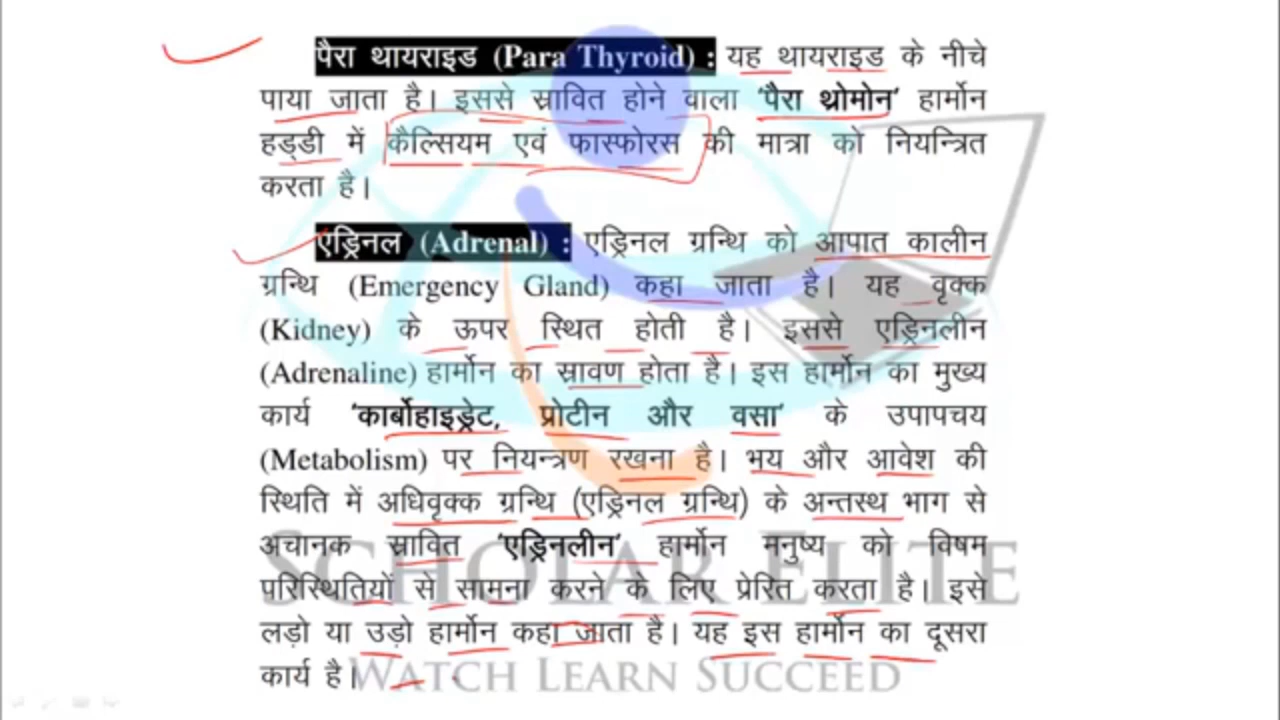 पैरा थायराइड (Para Thyroid) : यह थायराइड के नीचे
पाया जाता है। इससे स्रावित होने वाला ‘पैरा थ्रोमोन’ हार्मोन
हड्डी में कैल्सियम एवं फास्फोरस की मात्रा को नियन्त्रित
करता है।
एड्रिनल (Adrenal) : एड्रिनल ग्रन्थि को आपात कालीन
ग्रन्थि (Emergency Gland) कहा जाता है। यह वृक्क
(Kidney) के ऊपर स्थित होती है। इससे एड्रिनलीन
(Adrenaline) हार्मोन का स्रावण होता है। इस हार्मोन का मुख्य
कार्य ‘कार्बोहाइड्रेट, प्रोटीन और वसा’ के उपापचय
(Metabolism) पर नियन्त्रण रखना है। भय और आवेश की
स्थिति में अधिवृक्क ग्रन्थि (एड्रिनल ग्रन्थि) के अन्तस्थ भाग से
अचानक स्रावित ‘एड्रिनलीन’ हार्मोन मनुष्य को विषम
परिस्थितियों से सामना करने के लिए प्रेरित करता है। इसे
लड़ो या उड़ो हार्मोन कहा जाता है। यह इस हार्मोन का दूसरा
कार्य है।
SCHOLAR ELITE
WATCH LEARN SUCCEED